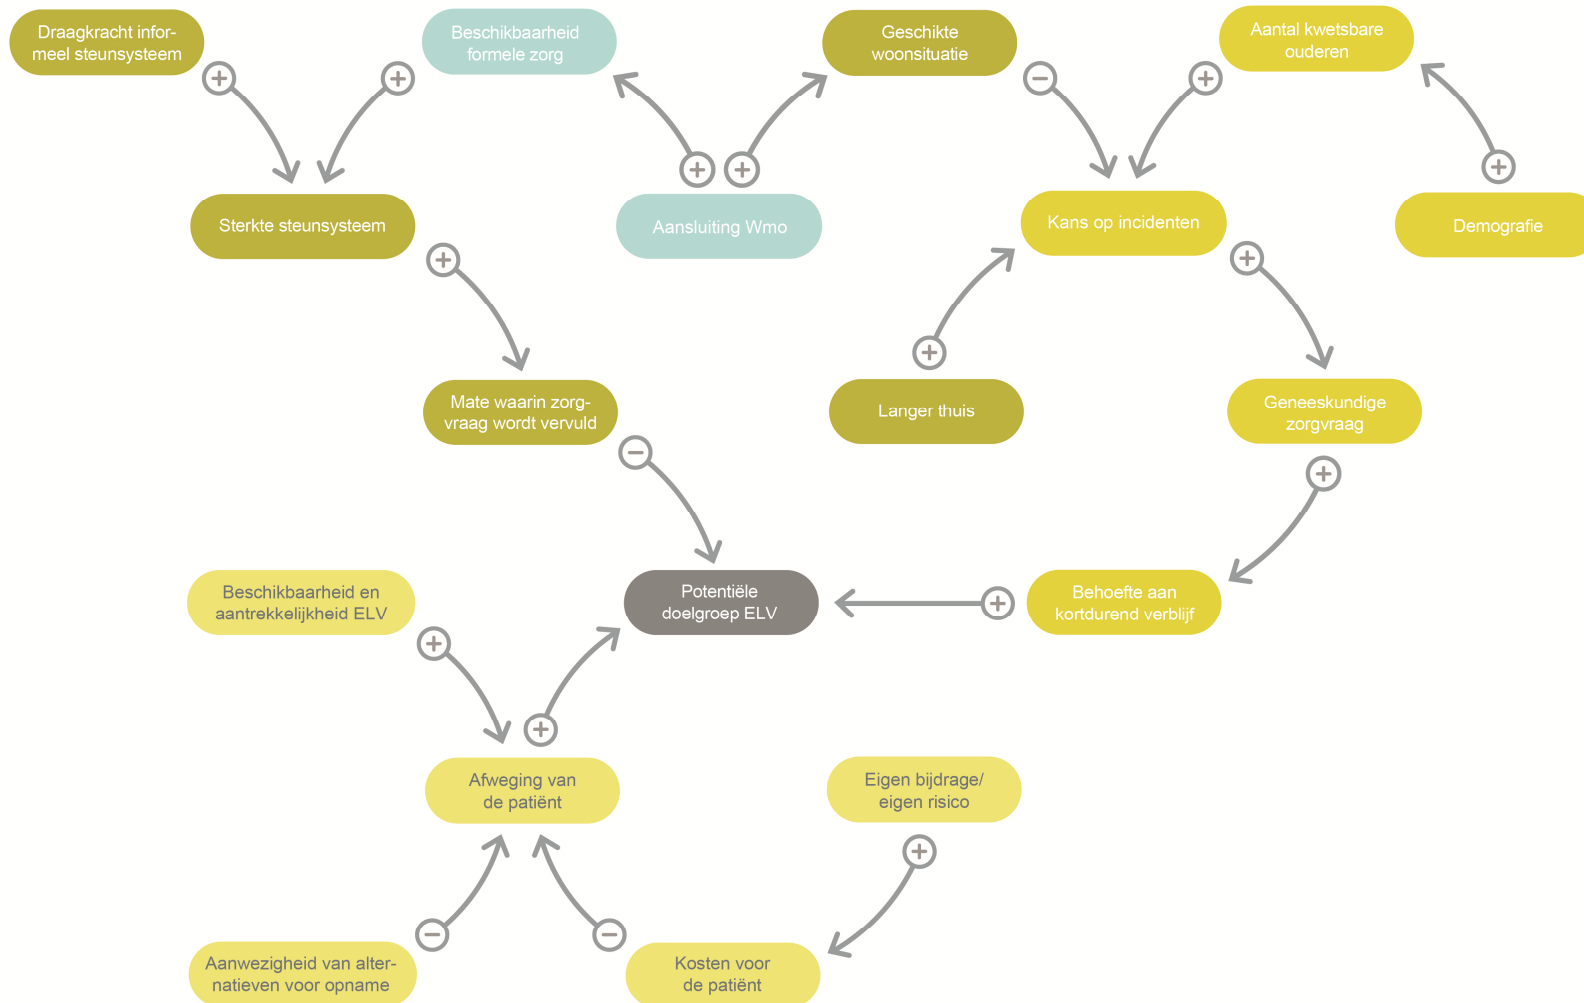 Draagkracht infor-
meel steunsysteem
Beschikbaarheid
formele zorg
Geschikte
woonsituatie
Aantal kwetsbare
ouderen
Sterkte steunsysteem
Aansluiting Wmo
Kans op incidenten
Demografie
Mate waarin zorg-
vraag wordt vervuld
Langer thuis
Geneeskundige
zorgvraag
Beschikbaarheid en
aantrekkelijkheid ELV
Potentiële
doelgroep ELV
Behoefte aan
kortdurend verblijf
Afweging van
de patiënt
Eigen bijdrage/
eigen risico
Aanwezigheid van alter-
natieven voor opname
Kosten voor
de patiënt